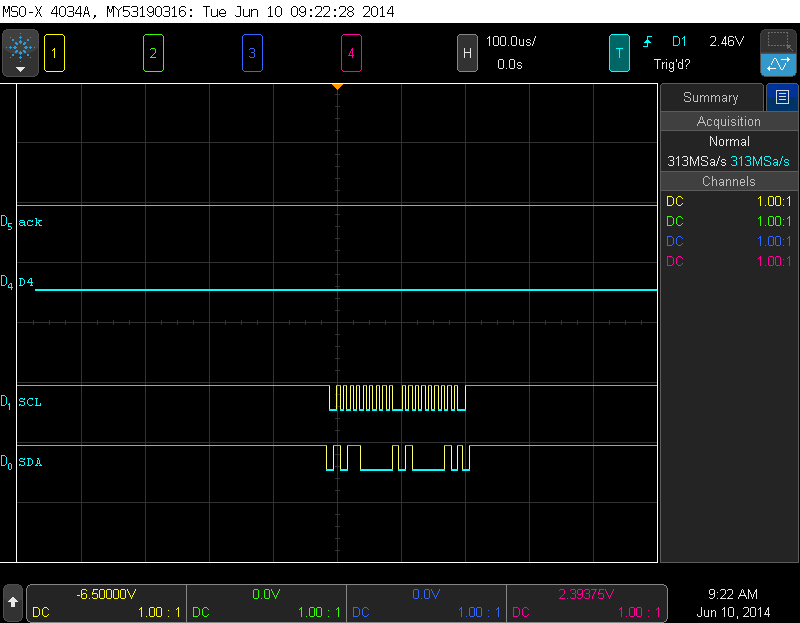 MSO-X 4034A, MY53190316: Tue Jun 10 09:22:28 2014
1 2 3 4 H 100.0us/ 0.0s T D1 2.46V Trig'd?
Summary
Acquisition
Normal
313MSa/s 313MSa/s
Channels
DC 1.00:1
DC 1.00:1
DC 1.00:1
DC 1.00:1
D5 ack
D4 D4
D1 SCL
D0 SDA
-6.50000V 0.0V 0.0V 2.39375V 9:22 AM
DC 1.00 : 1 DC 1.00 : 1 DC 1.00 : 1 DC 1.00 : 1 Jun 10, 2014